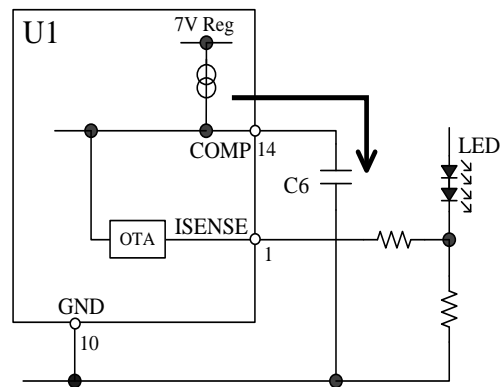 U1
7V Reg
COMP
14
LED
C6
OTA
ISENSE
1
GND
10